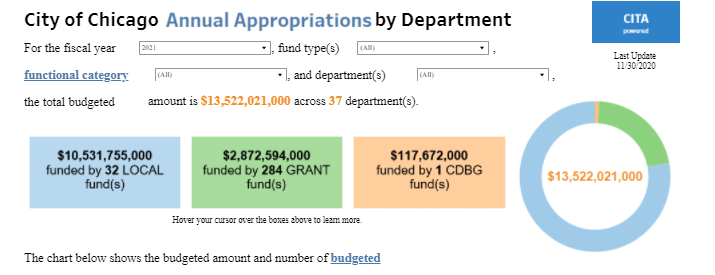 City of Chicago Annual Appropriations by Department
CITA
powered
For the fiscal year 2021, fund type(s) (All),
Last Update
11/30/2020
functional category (All), and department(s) (All),
the total budgeted amount is $13,522,021,000 across 37 department(s).
$10,531,755,000
funded by 32 LOCAL
fund(s)
$2,872,594,000
funded by 284 GRANT
fund(s)
$117,672,000
funded by 1 CDBG
fund(s)
$13,522,021,000
Hover your cursor over the boxes above to learn more.
The chart below shows the budgeted amount and number of budgeted